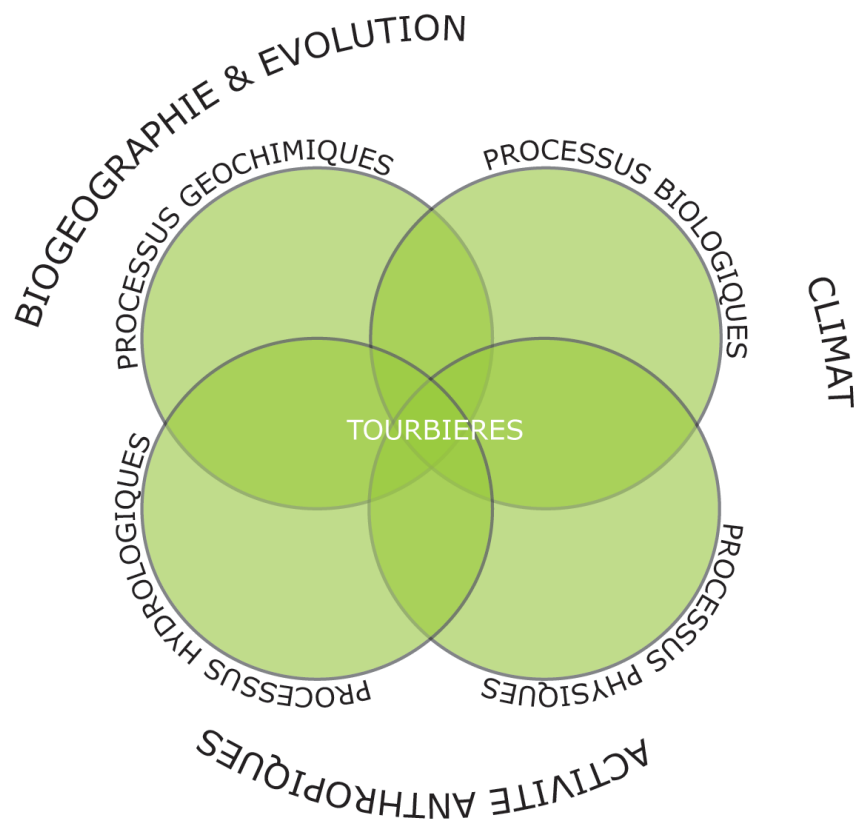 BIOGEOGRAPHIE & EVOLUTION
PROCESSUS GEOCHIMIQUES
PROCESSUS BIOLOGIQUES
CLIMAT
TOURBIERES
PROCESSUS HYDROLOGIQUES
PROCESSUS PHYSIQUES
ACTIVITE ANTHROPIQUES